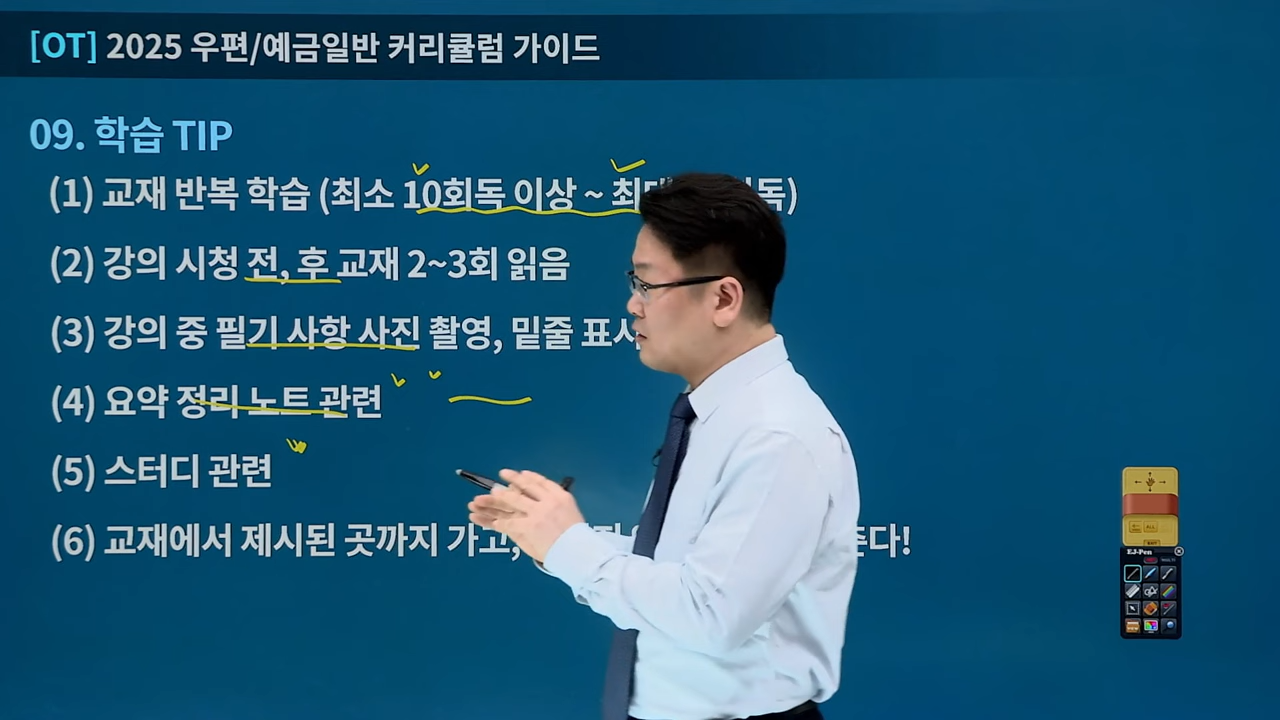 [OT] 2025 우편/예금일반 커리큘럼 가이드
09. 학습 TIP
(1) 교재 반복 학습 (최소 10회독 이상 ~ 최대 회독)
(2) 강의 시청 전, 후 교재 2~3회 읽음
(3) 강의 중 필기 사항 사진 촬영, 밑줄 표시
(4) 요약 정리 노트 관련
(5) 스터디 관련
(6) 교재에서 제시된 곳까지 가고,
EJ-Pen